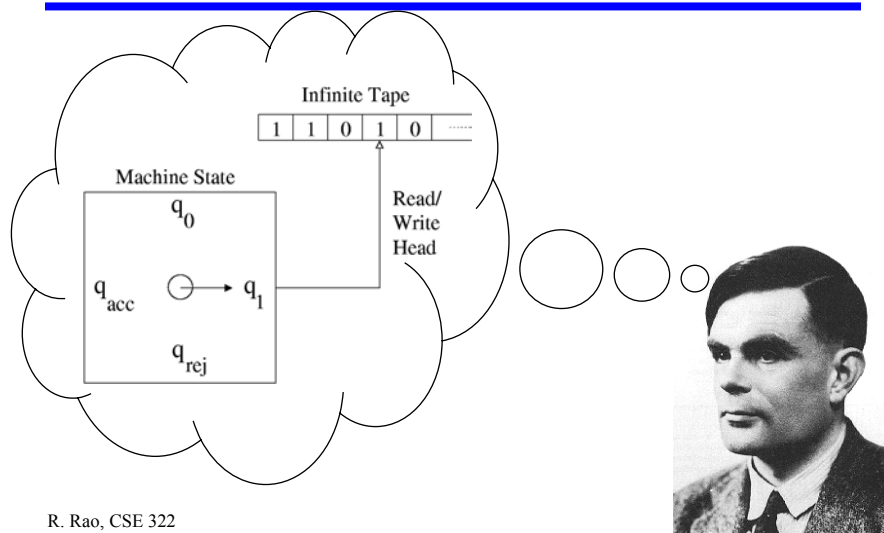 Infinite Tape
1 1 0 1 0 ......
Machine State
q0
Read/
Write
Head
qacc
q1
qrej
R. Rao, CSE 322